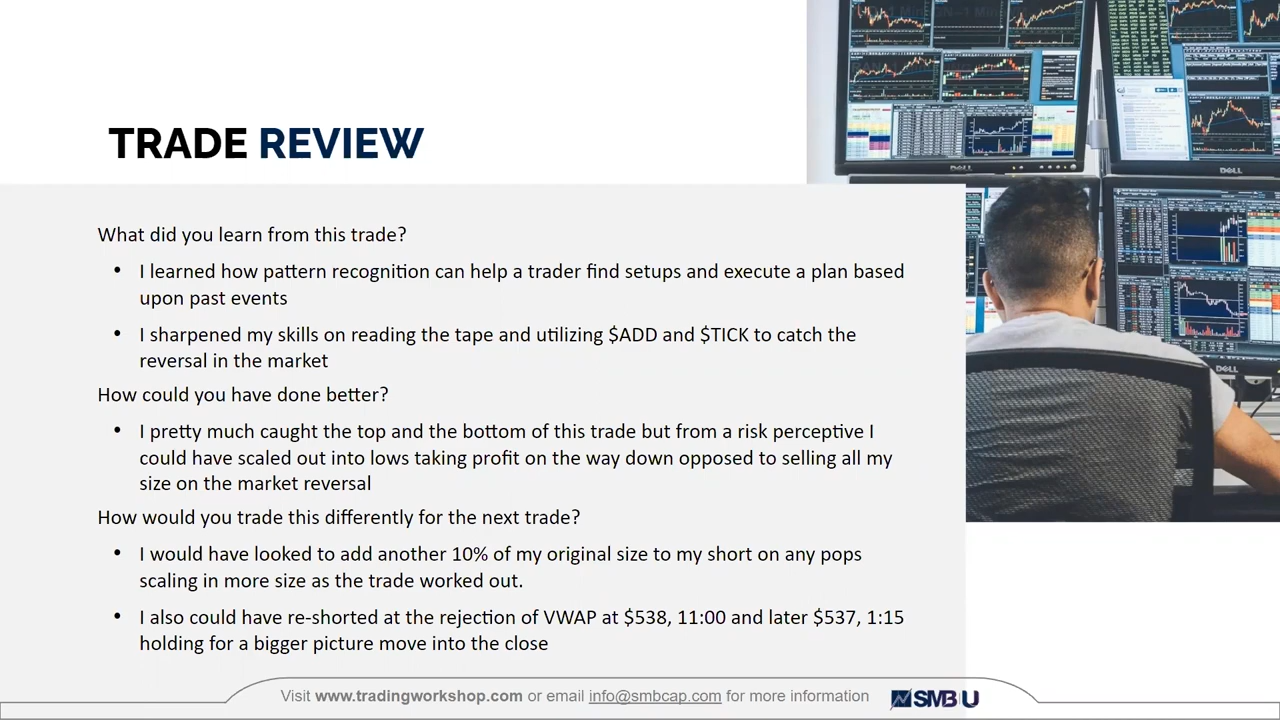 TRADE REVIEW
What did you learn from this trade?
• I learned how pattern recognition can help a trader find setups and execute a plan based
upon past events
• I sharpened my skills on reading the tape and utilizing $ADD and $TICK to catch the
reversal in the market
How could you have done better?
• I pretty much caught the top and the bottom of this trade but from a risk perceptive I
could have scaled out into lows taking profit on the way down opposed to selling all my
size on the market reversal
How would you trade this differently for the next trade?
• I would have looked to add another 10% of my original size to my short on any pops
scaling in more size as the trade worked out.
• I also could have re-shorted at the rejection of VWAP at $538, 11:00 and later $537, 1:15
holding for a bigger picture move into the close
Visit www.tradingworkshop.com or email info@smbcap.com for more information
SMBU
DELL
DELL
DELL